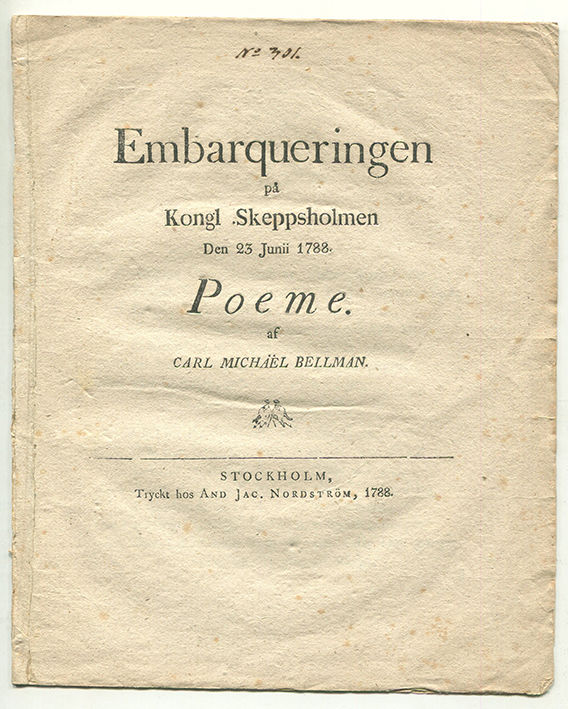 No 301.
Embarqueringen
på
Kongl .Skeppsholmen
Den 23 Junii 1788.
Poeme.
af
CARL MICHAËL BELLMAN.
STOCKHOLM,
Tryckt hos AND JAC. NORDSTRÖM, 1788.